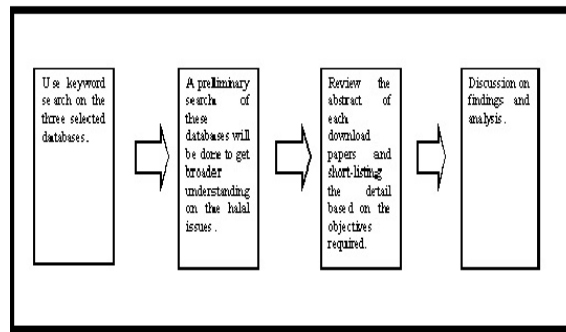 Use keyword
search on the
three selected
databases.
A preliminary
search of
these
databases will
be done to get
broader
understanding
on the halal
issues.
Review the
abstract of
each
download
papers and
short-listing
the detail
based on the
objectives
required.
Discussion on
findings and
analysis.